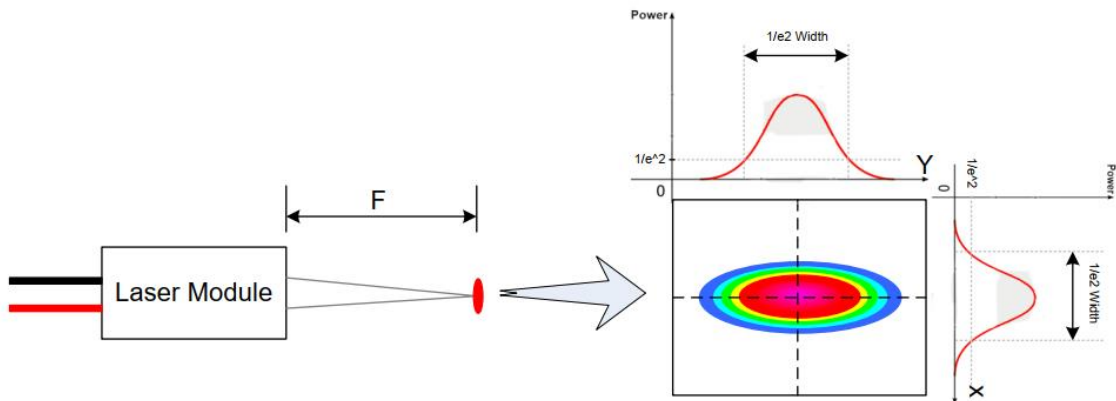 Power
1/e2 Width
1/e^2
0
Y
F
Laser Module
0
1/e^2
Power
1/e2 Width
X